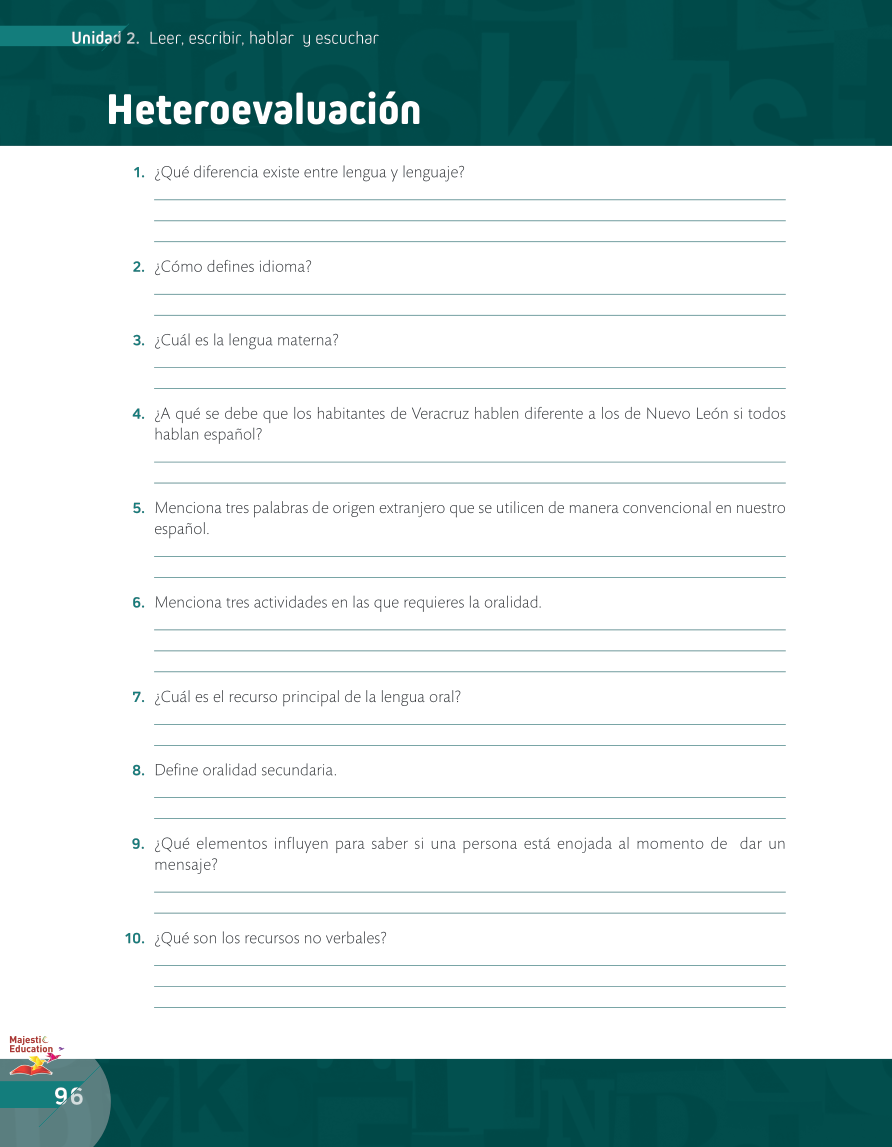 Unidad 2. Leer, escribir, hablar y escuchar
Heteroevaluación
1. ¿Qué diferencia existe entre lengua y lenguaje?
2. ¿Cómo defines idioma?
3. ¿Cuál es la lengua materna?
4. ¿A qué se debe que los habitantes de Veracruz hablen diferente a los de Nuevo León si todos
hablan español?
5. Menciona tres palabras de origen extranjero que se utilicen de manera convencional en nuestro
español.
6. Menciona tres actividades en las que requieres la oralidad.
7. ¿Cuál es el recurso principal de la lengua oral?
8. Define oralidad secundaria.
9. ¿Qué elementos influyen para saber si una persona está enojada al momento de dar un
mensaje?
10. ¿Qué son los recursos no verbales?
Majestic
Education
96